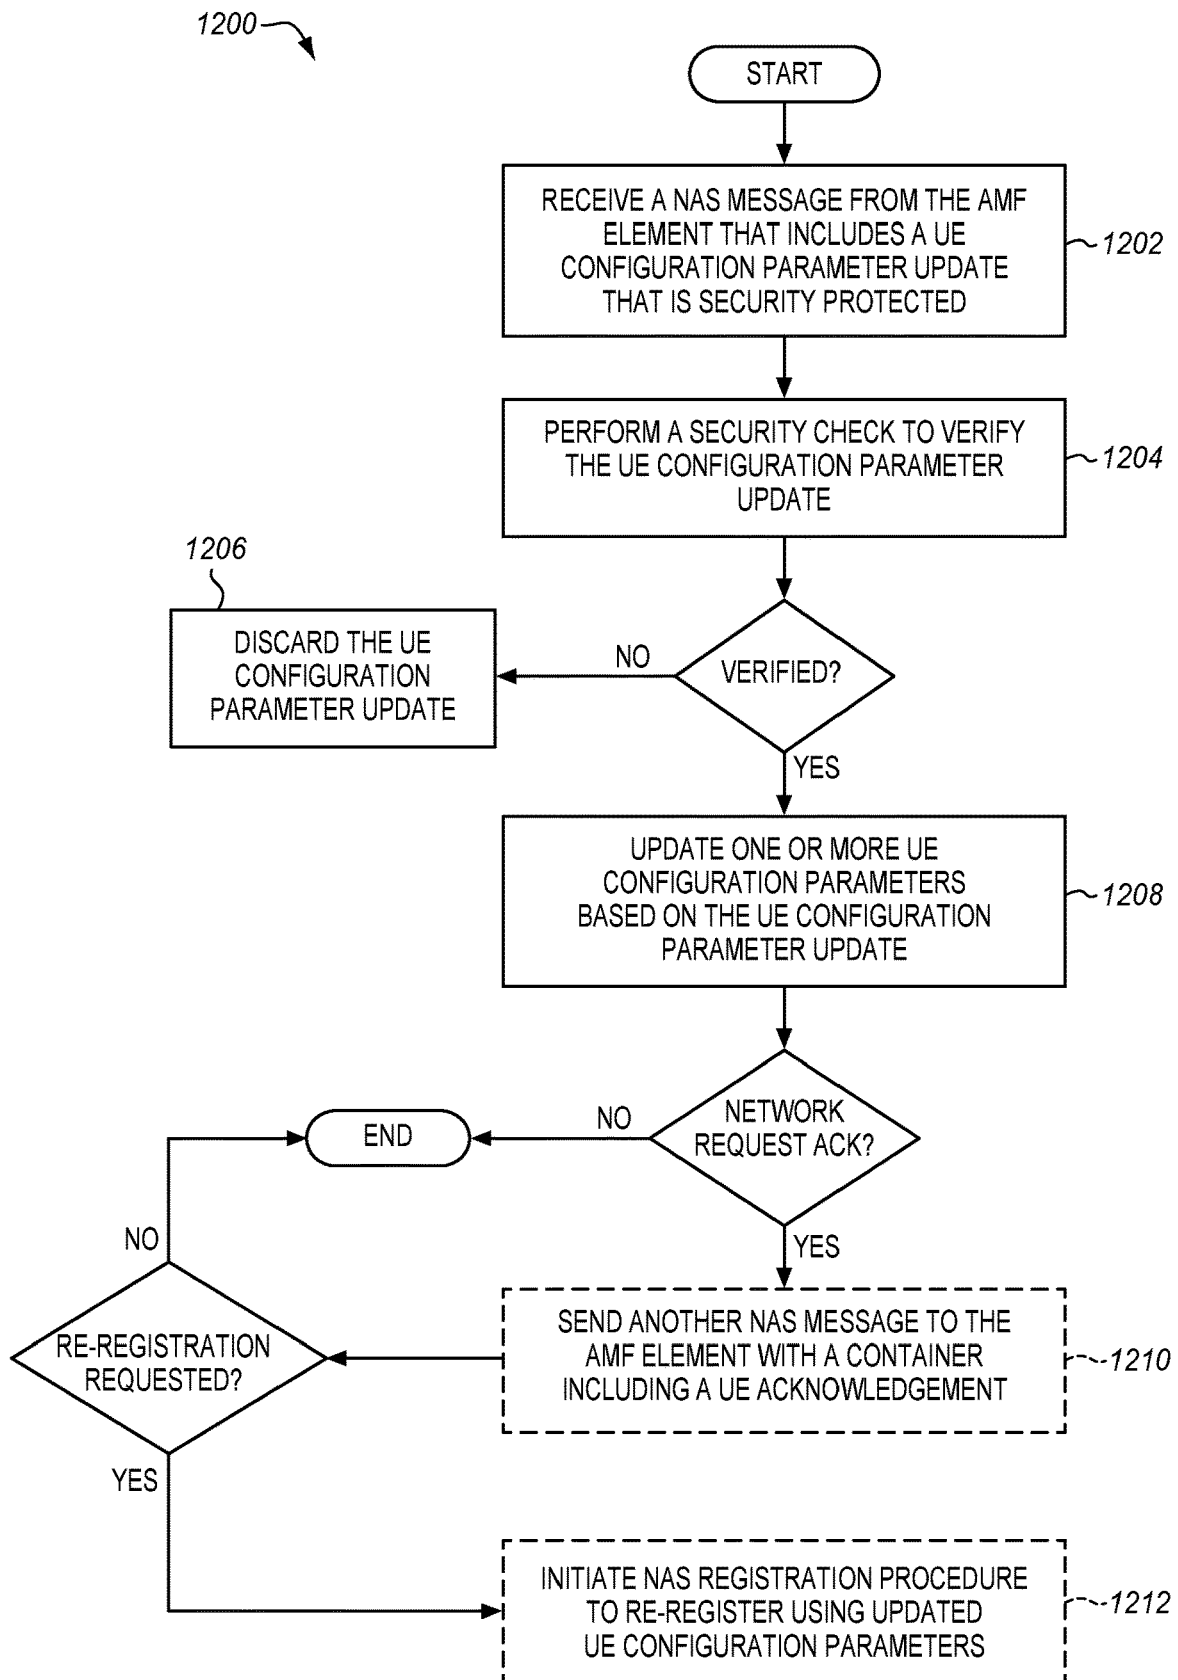 1200
START
RECEIVE A NAS MESSAGE FROM THE AMF
ELEMENT THAT INCLUDES A UE
CONFIGURATION PARAMETER UPDATE
THAT IS SECURITY PROTECTED
1202
PERFORM A SECURITY CHECK TO VERIFY
THE UE CONFIGURATION PARAMETER
UPDATE
1204
1206
DISCARD THE UE
CONFIGURATION
PARAMETER UPDATE
NO
VERIFIED?
YES
UPDATE ONE OR MORE UE
CONFIGURATION PARAMETERS
BASED ON THE UE CONFIGURATION
PARAMETER UPDATE
1208
END
NO
NETWORK
REQUEST ACK?
YES
NO
RE-REGISTRATION
REQUESTED?
YES
SEND ANOTHER NAS MESSAGE TO THE
AMF ELEMENT WITH A CONTAINER
INCLUDING A UE ACKNOWLEDGEMENT
1210
INITIATE NAS REGISTRATION PROCEDURE
TO RE-REGISTER USING UPDATED
UE CONFIGURATION PARAMETERS
1212